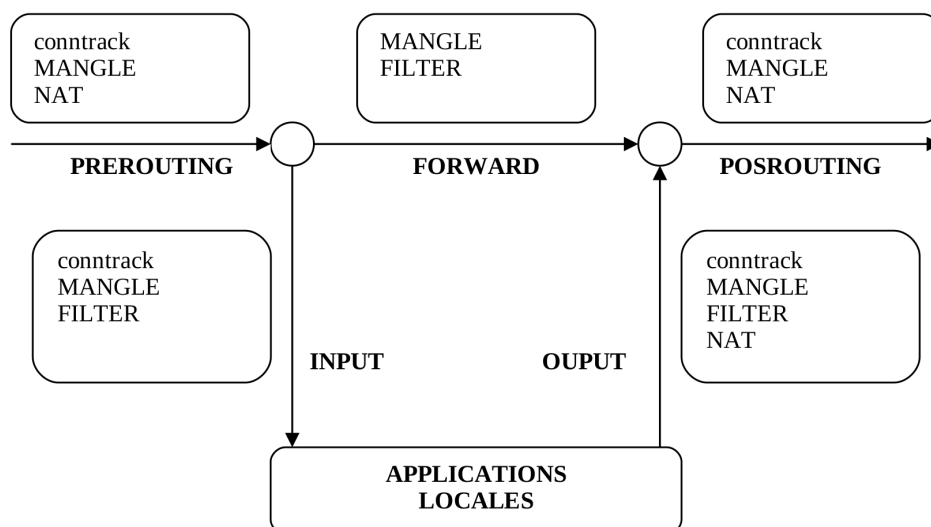 conntrack
MANGLE
NAT
MANGLE
FILTER
conntrack
MANGLE
NAT
PREROUTING
FORWARD
POSROUTING
conntrack
MANGLE
FILTER
conntrack
MANGLE
FILTER
NAT
INPUT
OUPUT
APPLICATIONS
LOCALES